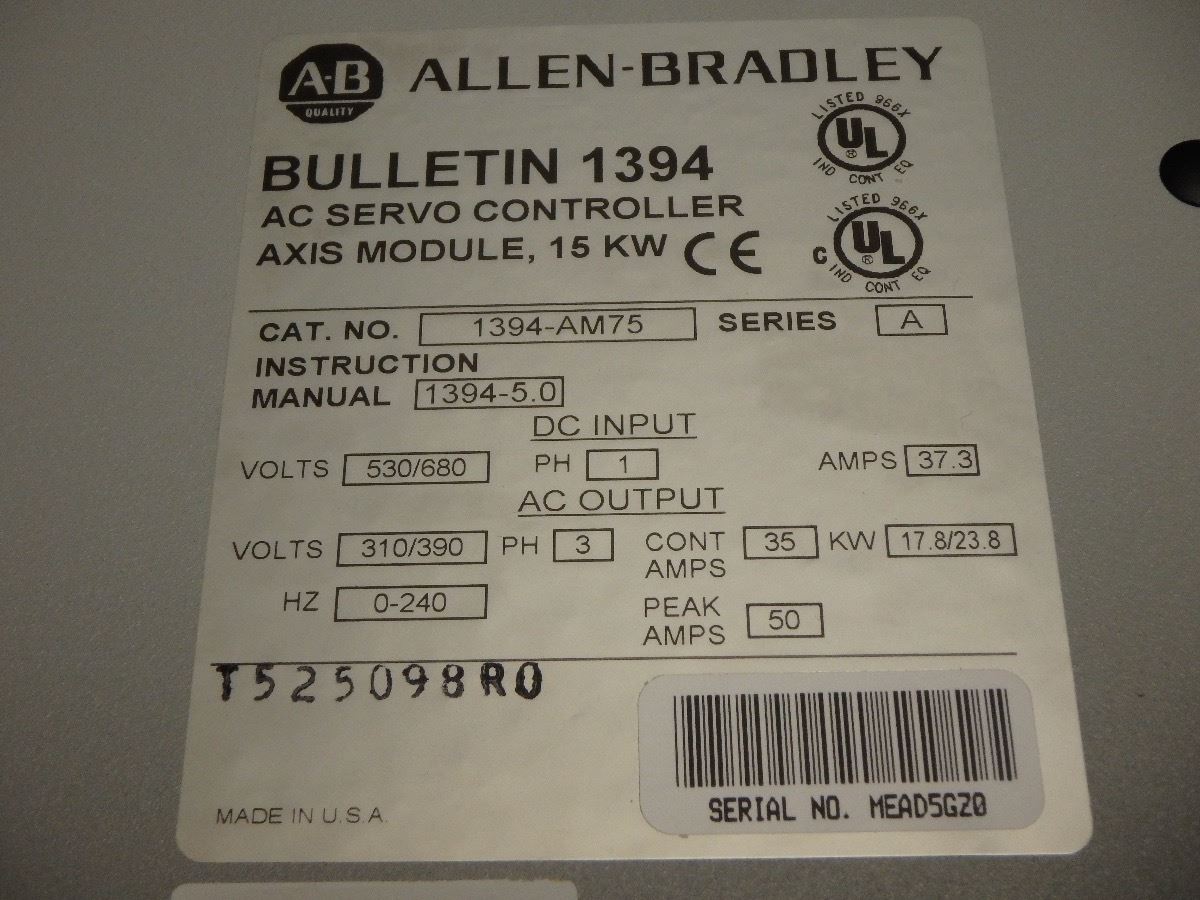 A-B ALLEN-BRADLEY
QUALITY
LISTED 966X
UL ®
IND CONT EQ
BULLETIN 1394
AC SERVO CONTROLLER
AXIS MODULE, 15 KW CE
LISTED 966X
C UL ®
IND CONT EQ
CAT. NO. 1394-AM75 SERIES A
INSTRUCTION
MANUAL 1394-5.0
DC INPUT
VOLTS 530/680 PH 1 AMPS 37.3
AC OUTPUT
VOLTS 310/390 PH 3 CONT AMPS 35 KW 17.8/23.8
HZ 0-240 PEAK AMPS 50
T525098R0
SERIAL NO. MEAD5GZ0
MADE IN U.S.A.